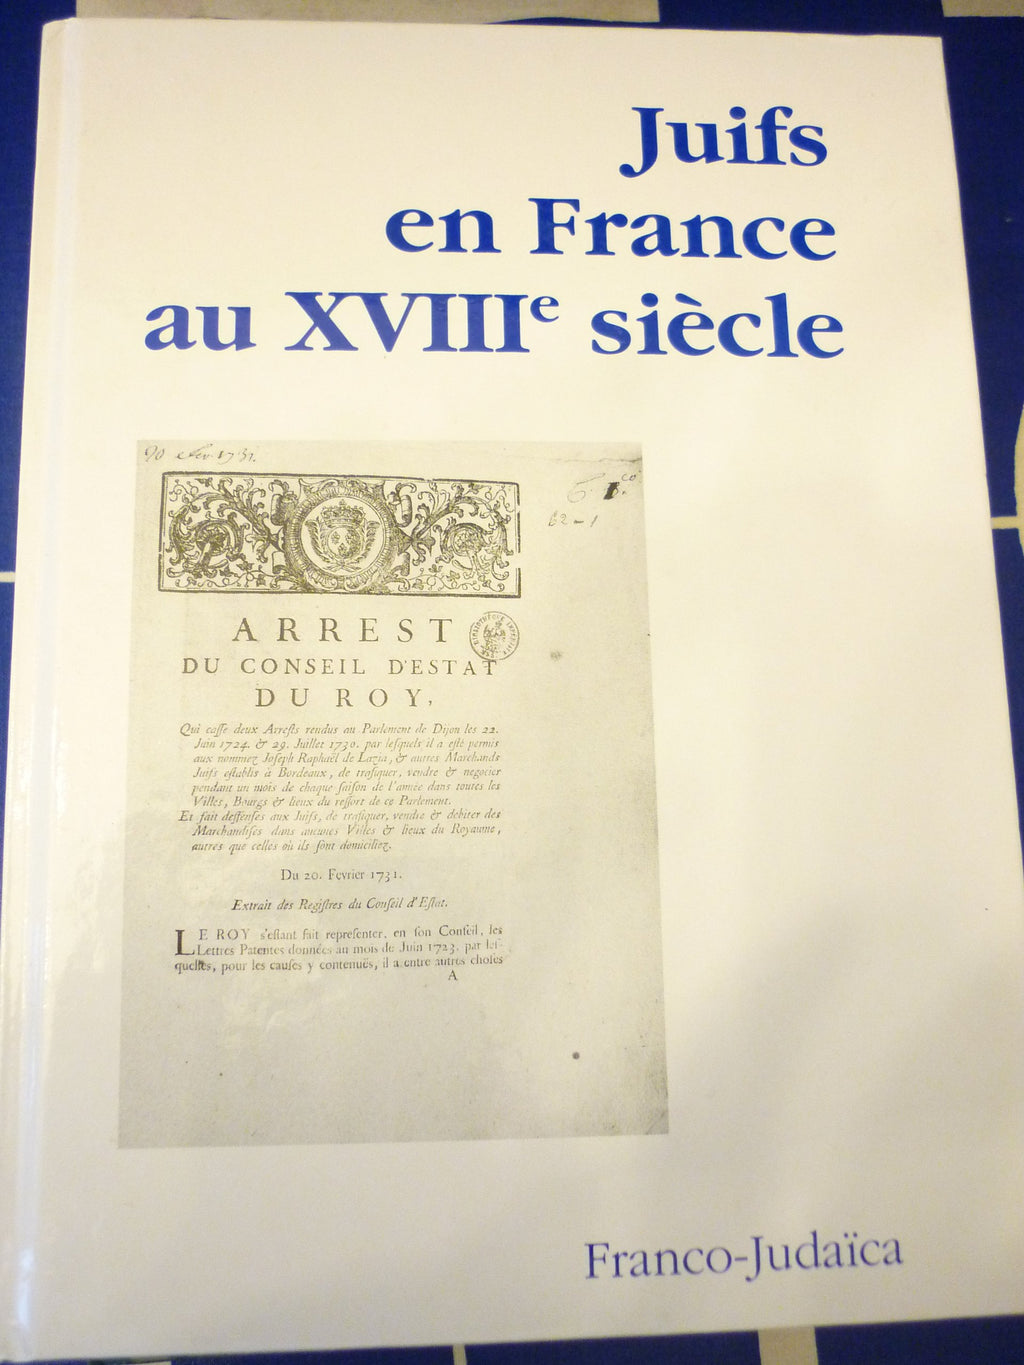 Juifs
en France
au XVIIIe siècle
ARREST
DU CONSEIL D'ESTAT
DU ROY,
Qui casse deux Arrests rendus au Parlement de Dijon les 22.
Juin 1724. & 29. Juillet 1730. par lesquels il a esté permis
aux nommez Joseph Raphaël de Lazia, & autres Marchands
Juifs establis à Bordeaux, de trafiquer, vendre & negocier
pendant un mois de chaque saison de l'année dans toutes les
Villes, Bourgs & lieux du ressort de ce Parlement.
Et fait deffenses aux Juifs, de trafiquer, vendre & debiter des
Marchandises dans aucunes Villes & lieux du Royaume,
autres que celles où ils sont domiciliez.
Du 20. Fevrier 1731.
Extrait des Registres du Conseil d'Estat.
LE ROY s'estant fait representer, en son Conseil, les
Lettres Patentes données au mois de Juin 1723. par les-
quelles, pour les causes y contenuës, il a entre autres choses
A
62-1
Franco-Judaïca